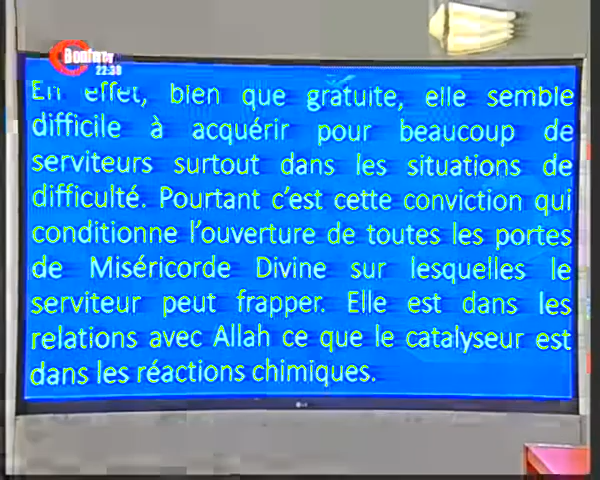 Bonferey
22:38
En effet, bien que gratuite, elle semble
difficile à acquérir pour beaucoup de
serviteurs surtout dans les situations de
difficulté. Pourtant c'est cette conviction qui
conditionne l'ouverture de toutes les portes
de Miséricorde Divine sur lesquelles le
serviteur peut frapper. Elle est dans les
relations avec Allah ce que le catalyseur est
dans les réactions chimiques.
LG